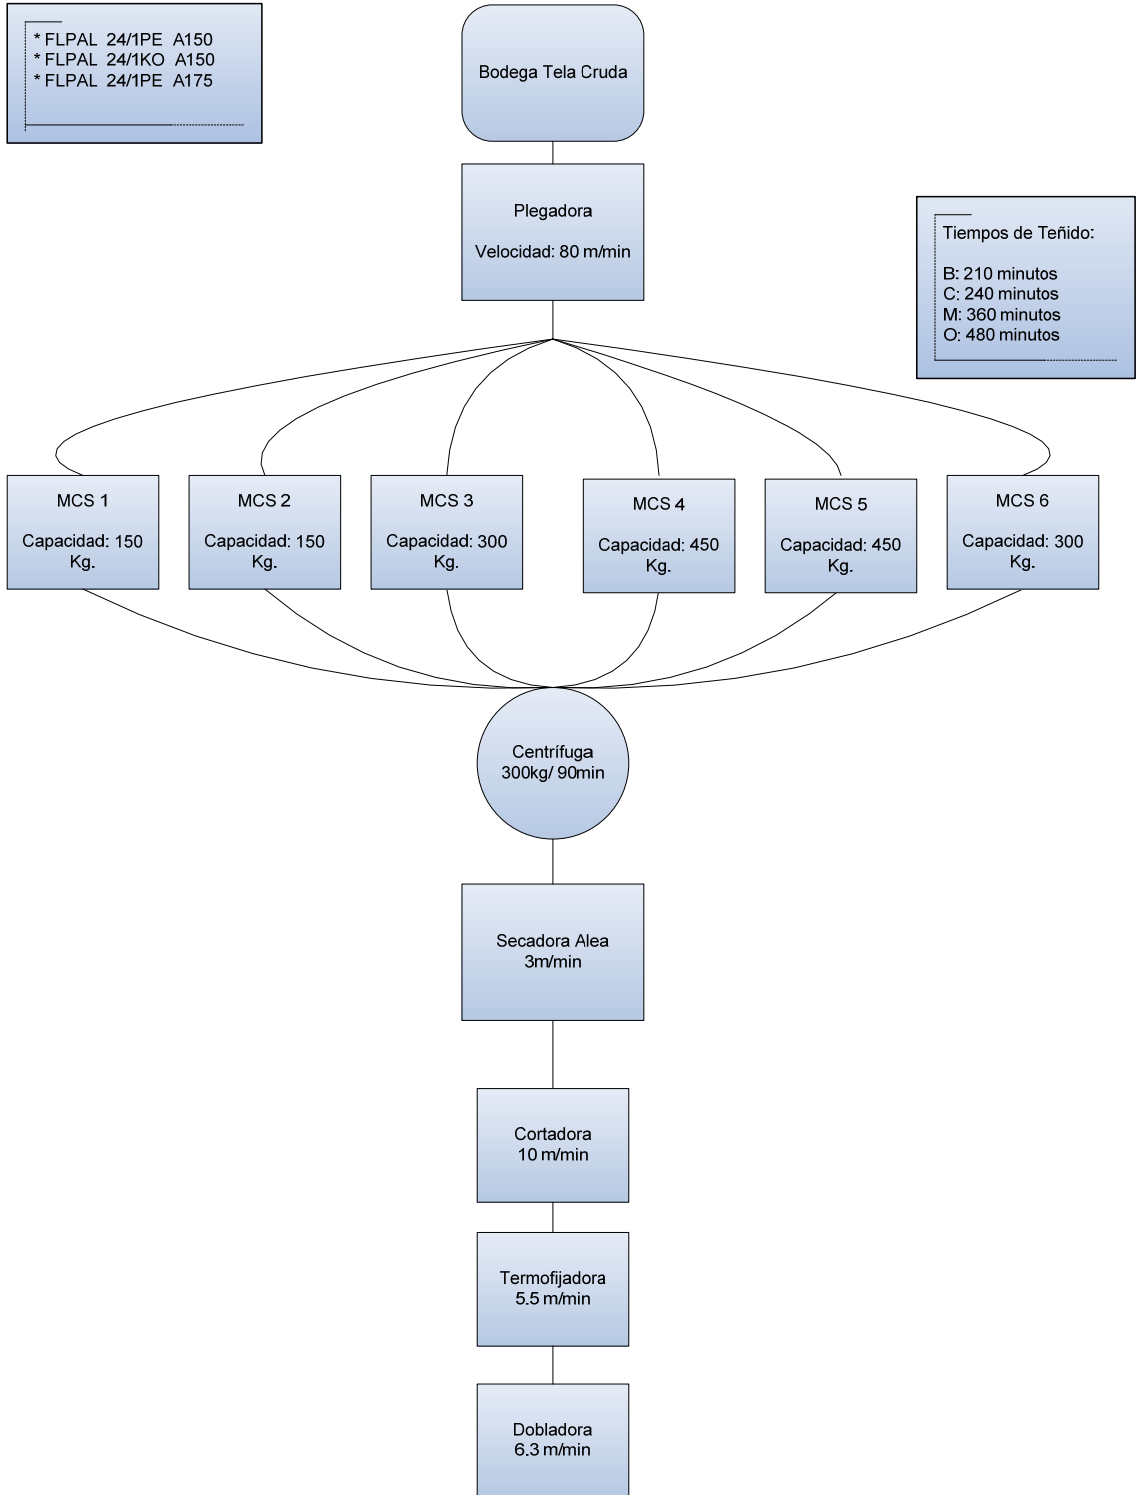 * FLPAL 24/1PE A150
* FLPAL 24/1KO A150
* FLPAL 24/1PE A175
Bodega Tela Cruda
Plegadora
Velocidad: 80 m/min
Tiempos de Teñido:
B: 210 minutos
C: 240 minutos
M: 360 minutos
O: 480 minutos
MCS 1
Capacidad: 150
Kg.
MCS 2
Capacidad: 150
Kg.
MCS 3
Capacidad: 300
Kg.
MCS 4
Capacidad: 450
Kg.
MCS 5
Capacidad: 450
Kg.
MCS 6
Capacidad: 300
Kg.
Centrífuga
300kg/ 90min
Secadora Alea
3m/min
Cortadora
10 m/min
Termofijadora
5.5 m/min
Dobladora
6.3 m/min